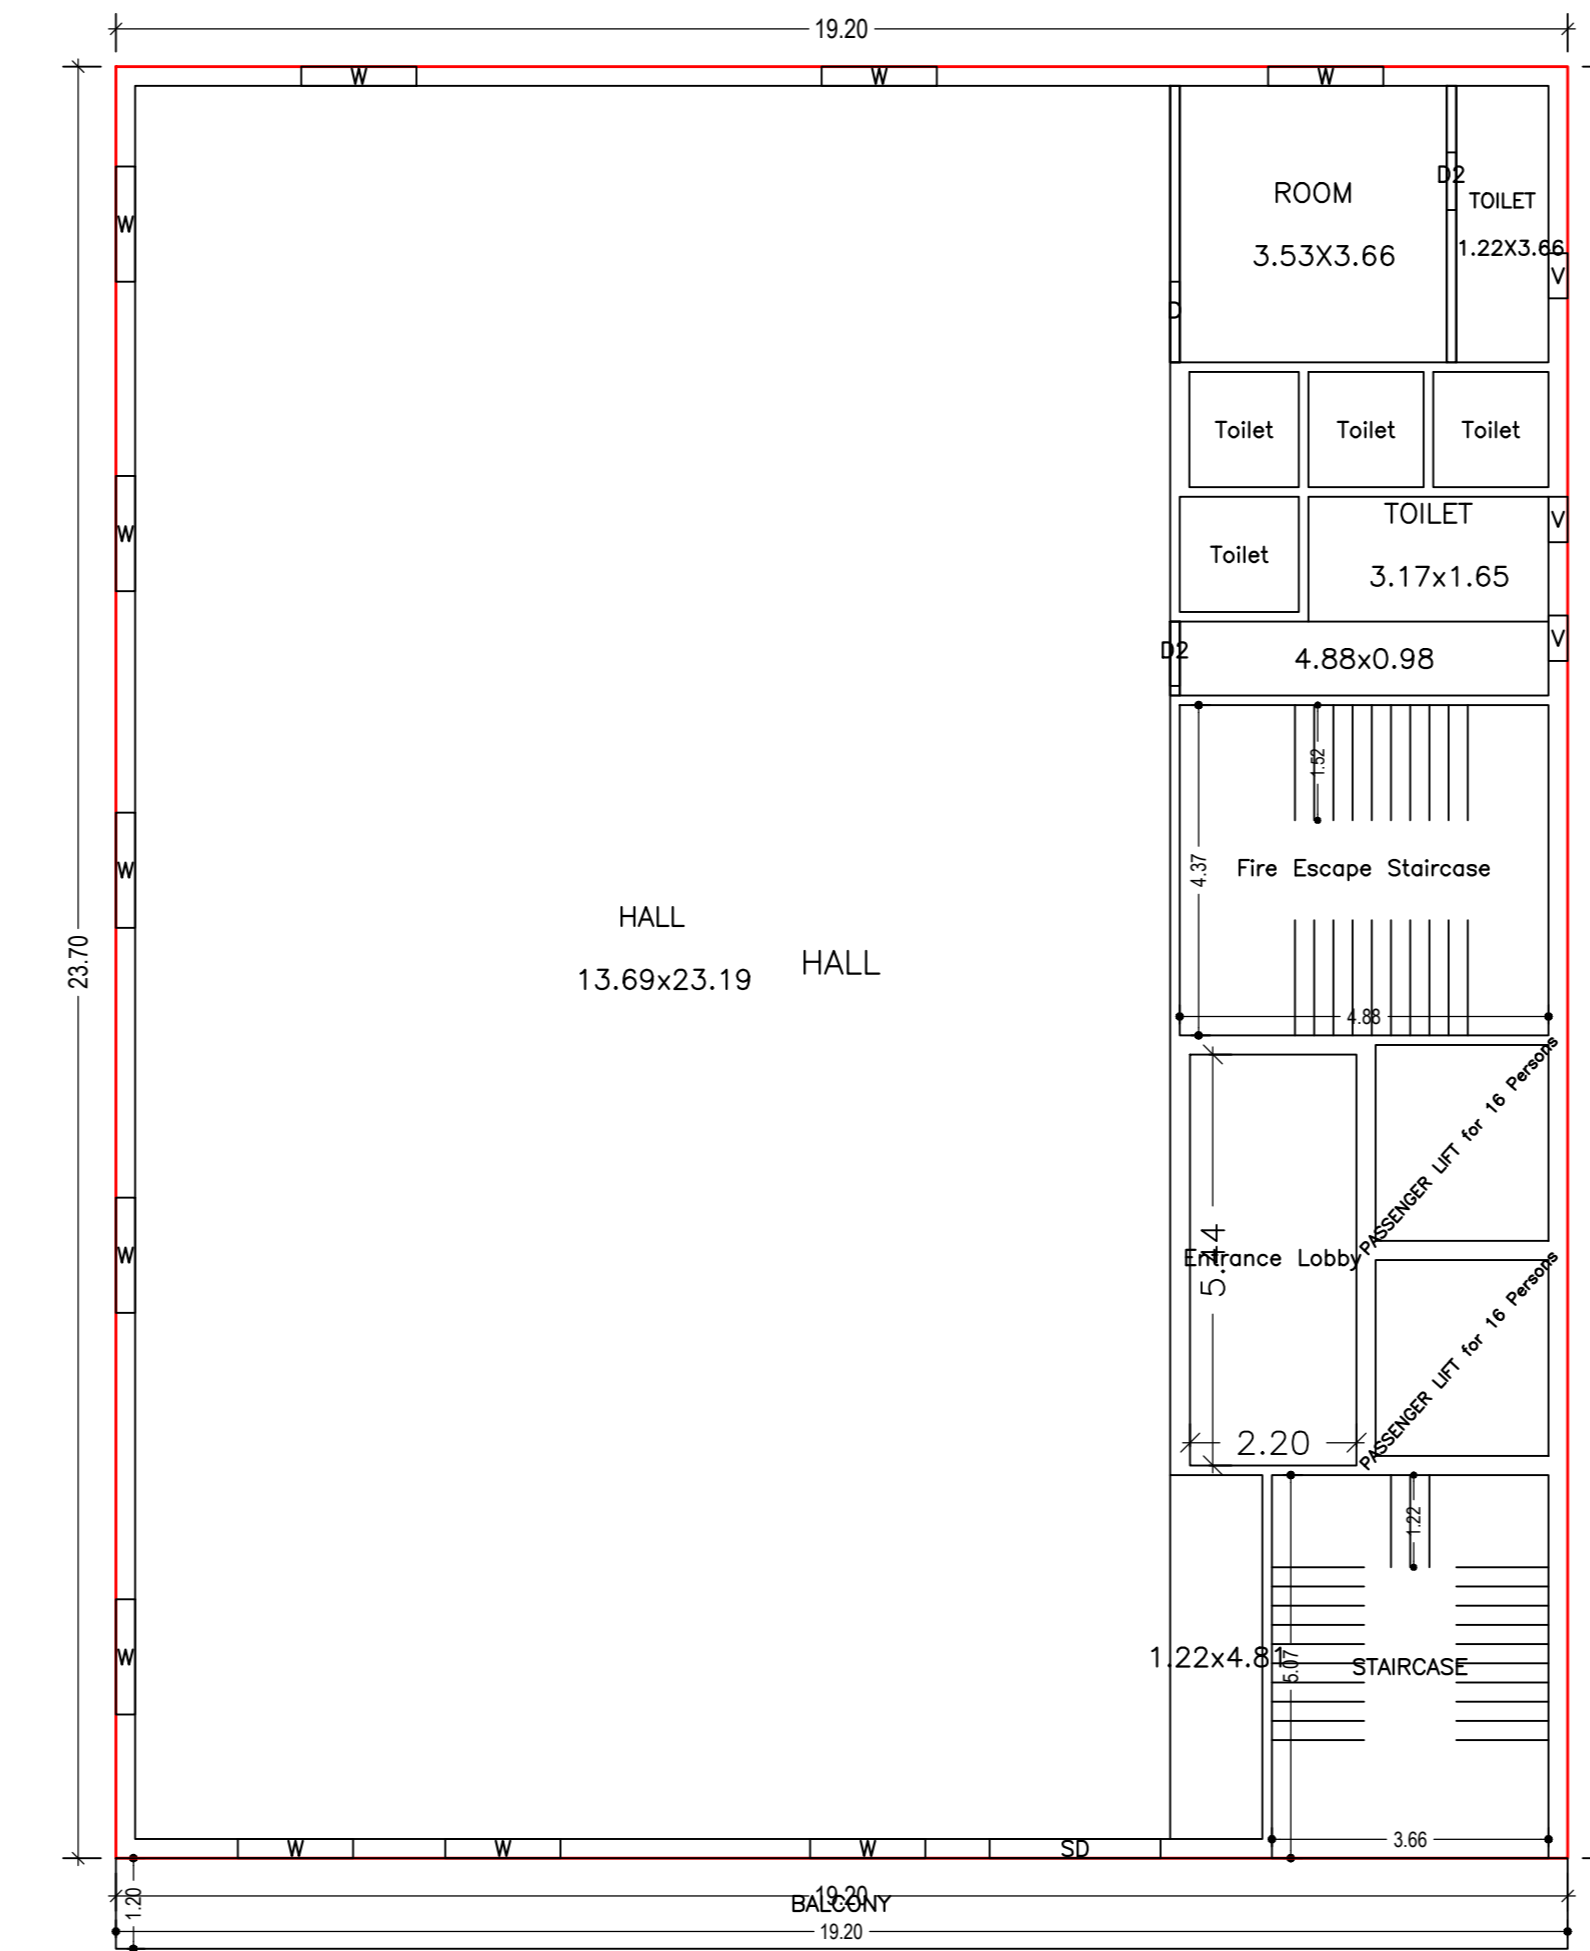 19.20
W W W
W
D2
ROOM
TOILET
3.53X3.66
1.22X3.66
V
D
Toilet Toilet Toilet
W
TOILET
V
Toilet
3.17x1.65
V
D2
4.88x0.98
1.52
W
4.37
Fire Escape Staircase
HALL
23.70
HALL
13.69x23.19
4.88
PASSENGER LIFT for 16 Persons
W
5.44
Entrance Lobby
PASSENGER LIFT for 16 Persons
2.20
1.22
W
1.22x4.81
5.07
STAIRCASE
3.66
W W W SD
1.20
19.20
BALCONY
19.20